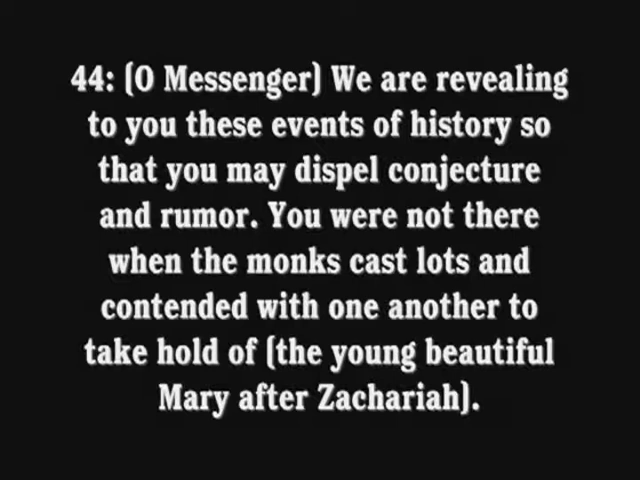 44: (O Messenger) We are revealing
to you these events of history so
that you may dispel conjecture
and rumor. You were not there
when the monks cast lots and
contended with one another to
take hold of (the young beautiful
Mary after Zachariah).